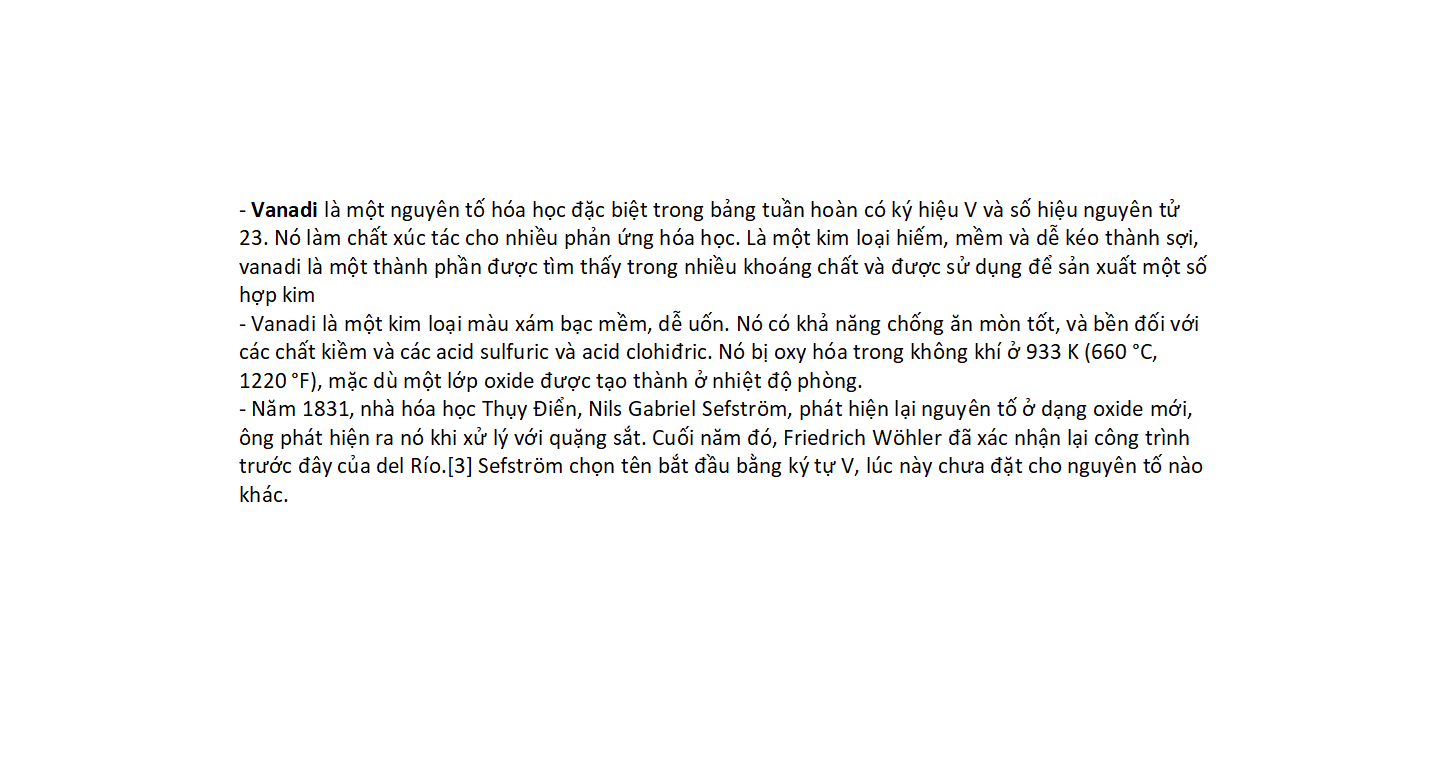 - Vanadi là một nguyên tố hóa học đặc biệt trong bảng tuần hoàn có ký hiệu V và số hiệu nguyên tử
23. Nó làm chất xúc tác cho nhiều phản ứng hóa học. Là một kim loại hiếm, mềm và dễ kéo thành sợi,
vanadi là một thành phần được tìm thấy trong nhiều khoáng chất và được sử dụng để sản xuất một số
hợp kim
- Vanadi là một kim loại màu xám bạc mềm, dễ uốn. Nó có khả năng chống ăn mòn tốt, và bền đối với
các chất kiềm và các acid sulfuric và acid clohiđric. Nó bị oxy hóa trong không khí ở 933 K (660 °C,
1220 °F), mặc dù một lớp oxide được tạo thành ở nhiệt độ phòng.
- Năm 1831, nhà hóa học Thụy Điển, Nils Gabriel Sefström, phát hiện lại nguyên tố ở dạng oxide mới,
ông phát hiện ra nó khi xử lý với quặng sắt. Cuối năm đó, Friedrich Wöhler đã xác nhận lại công trình
trước đây của del Río.[3] Sefström chọn tên bắt đầu bằng ký tự V, lúc này chưa đặt cho nguyên tố nào
khác.